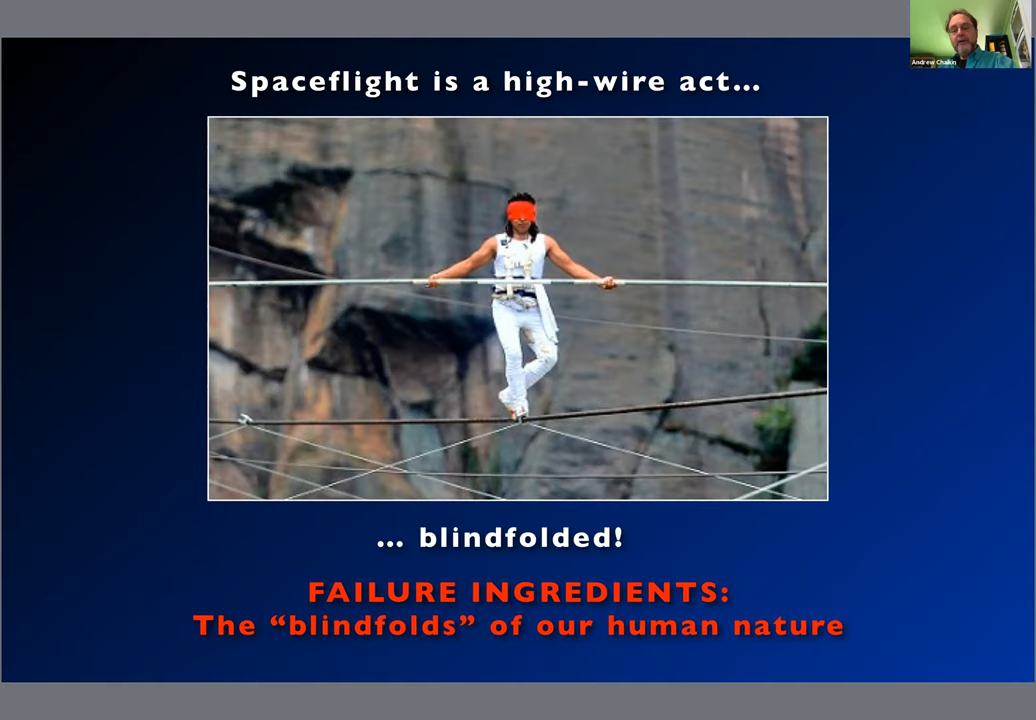 Andrew Chaikin
Spaceflight is a high-wire act...
... blindfolded!
FAILURE INGREDIENTS:
The “blindfolds” of our human nature